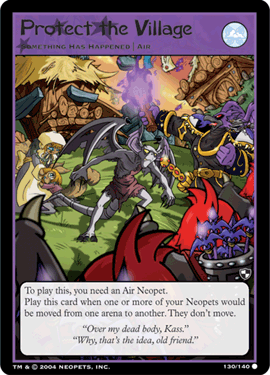 Protect the Village
Something Has Happened | Air
To play this, you need an Air Neopet.
Play this card when one or more of your Neopets would
be moved from one arena to another. They don't move.
"Over my dead body, Kass."
"Why, that's the idea, old friend."
TM & © 2004 NEOPETS, INC.
130/140